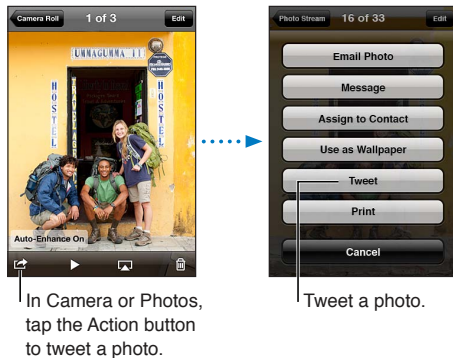 Camera Roll 1 of 3 Edit
UMMAGUMMA II
HOSTEL
HOSTEL
Auto-Enhance On
In Camera or Photos,
tap the Action button
to tweet a photo.
Photo Stream 16 of 33 Edit
Email Photo
Message
Assign to Contact
Use as Wallpaper
Tweet
Print
Cancel
Tweet a photo.